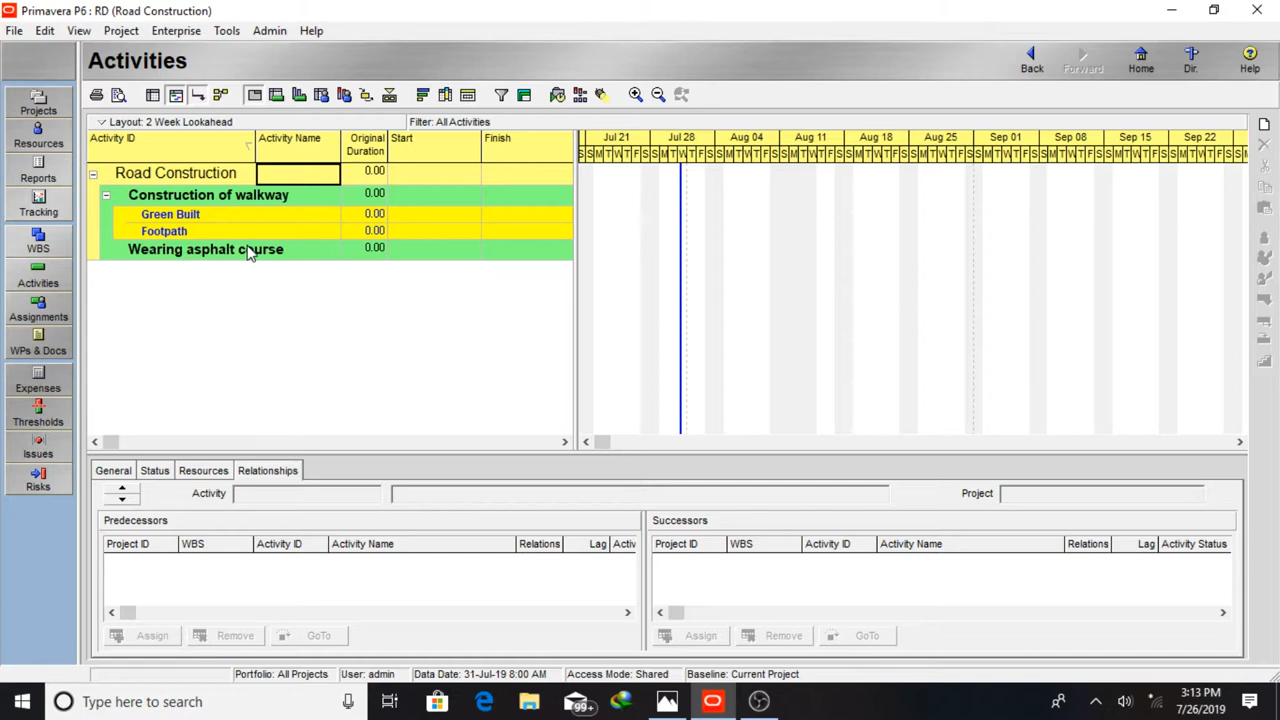 Primavera P6 : RD (Road Construction)
File Edit View Project Enterprise Tools Admin Help
Activities
Back Forward Home Dir. Help
Layout: 2 Week Lookahead Filter: All Activities
Activity ID Activity Name Original Duration Start Finish
Jul 21 Jul 28 Aug 04 Aug 11 Aug 18 Aug 25 Sep 01 Sep 08 Sep 15 Sep 22
S S M T W T F S S M T W T F S S M T W T F S S M T W T F S S M T W T F S S M T W T F S S M T W T F S S M T W T F S S M T W T F S S M T W T F S
Road Construction 0.00
Construction of walkway 0.00
Green Built 0.00
Footpath 0.00
Wearing asphalt course 0.00
Projects
Resources
Reports
Tracking
WBS
Activities
Assignments
WPs & Docs
Expenses
Thresholds
Issues
Risks
General Status Resources Relationships
Activity Project
Predecessors Successors
Project ID WBS Activity ID Activity Name Relations Lag Activ
Project ID WBS Activity ID Activity Name Relations Lag Activity Status
Assign Remove GoTo Assign Remove GoTo
Portfolio: All Projects User: admin Data Date: 31-Jul-19 8:00 AM Access Mode: Shared Baseline: Current Project
Type here to search
99+
3:13 PM
7/26/2019